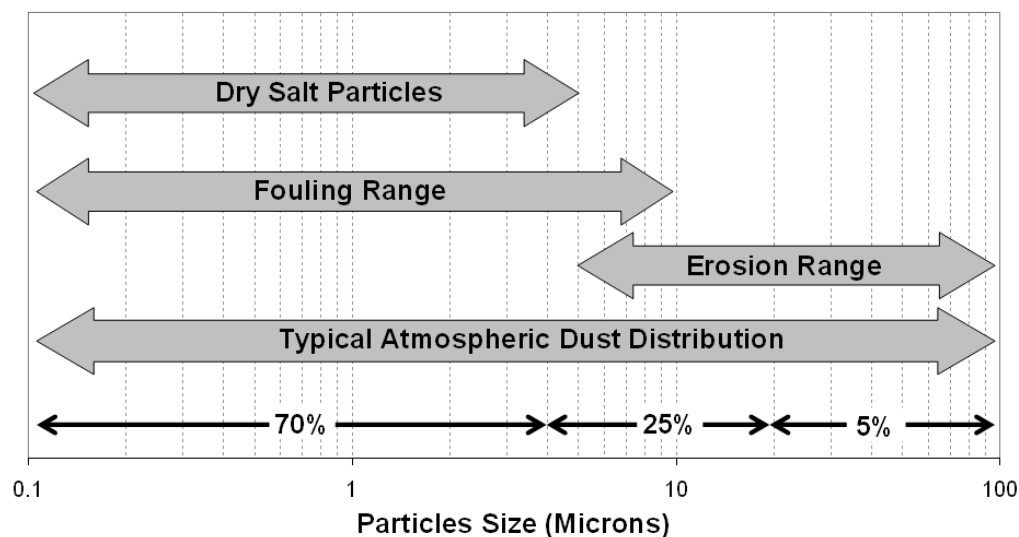 Dry Salt Particles
Fouling Range
Erosion Range
Typical Atmospheric Dust Distribution
70% 25% 5%
0.1 1 10 100
Particles Size (Microns)